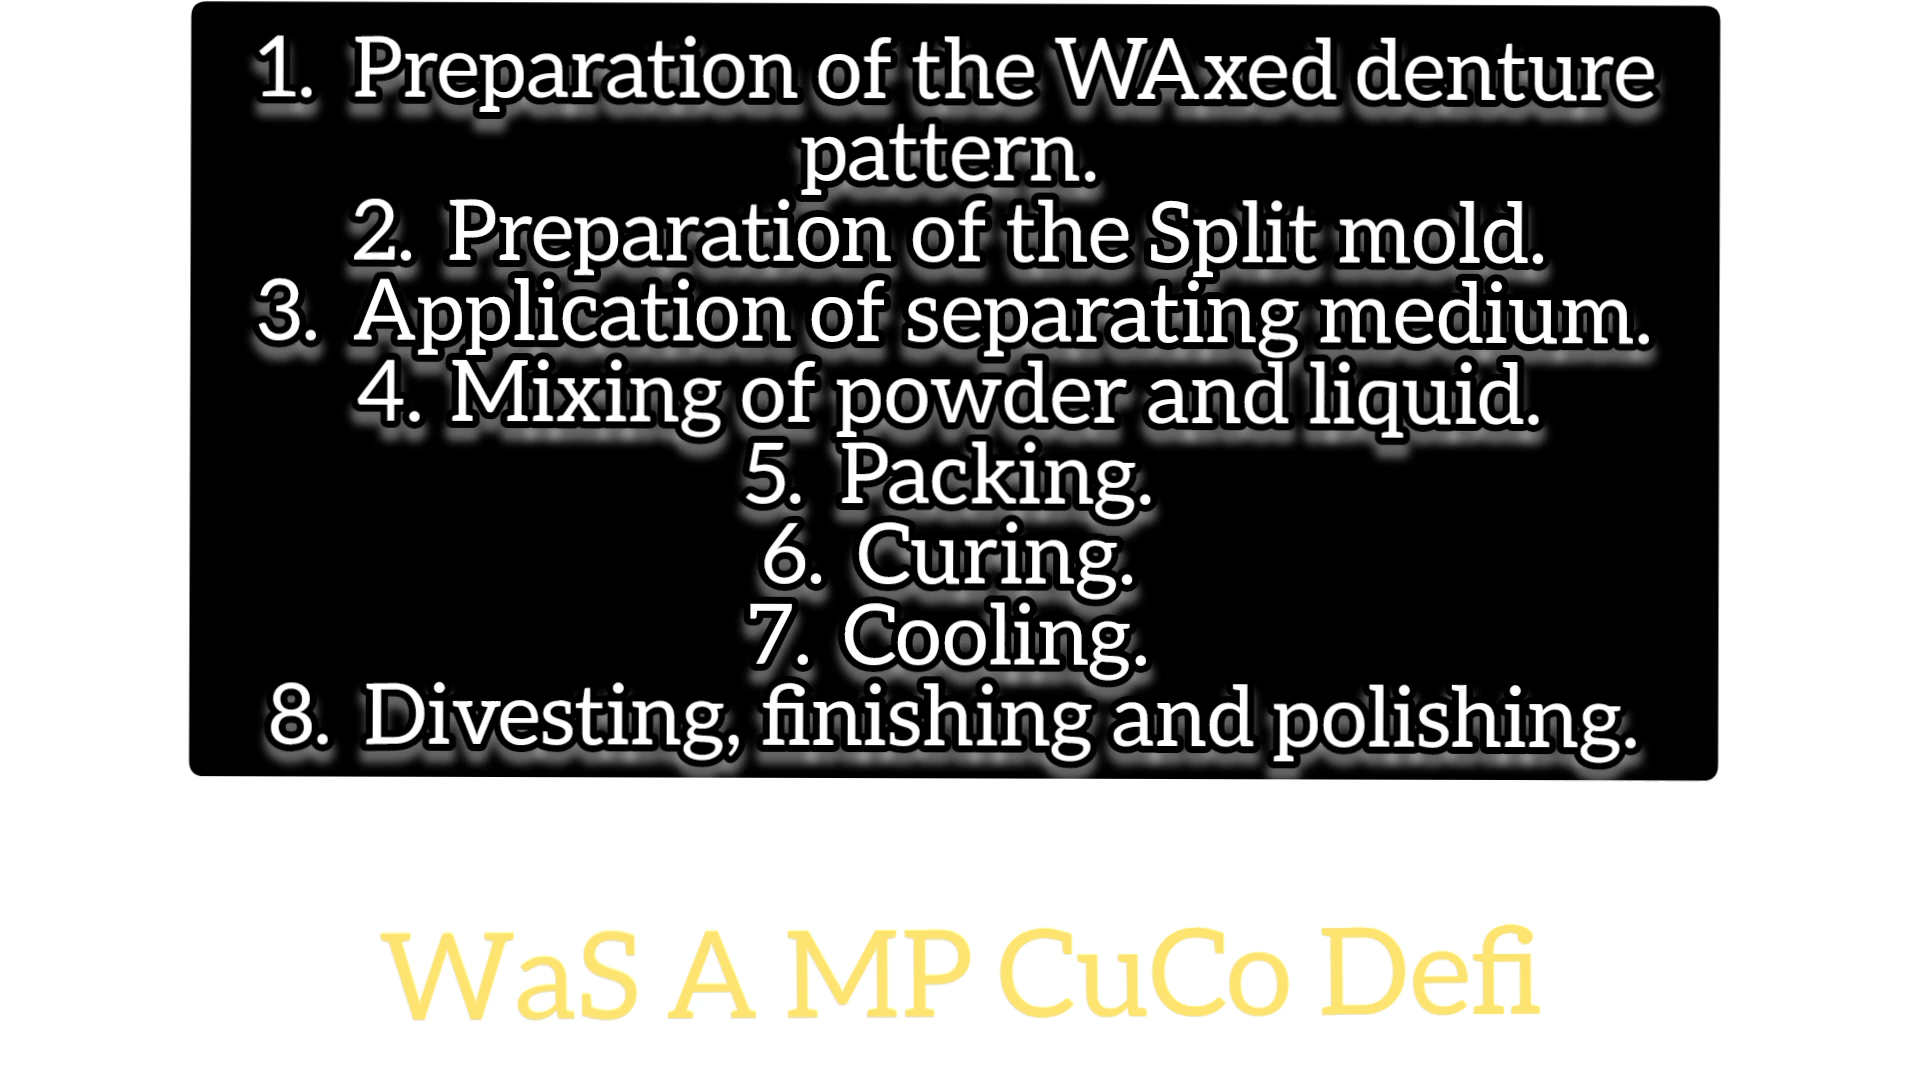 1. Preparation of the WAxed denture
pattern.
2. Preparation of the Split mold.
3. Application of separating medium.
4. Mixing of powder and liquid.
5. Packing.
6. Curing.
7. Cooling.
8. Divesting, finishing and polishing.
WaS A MP CuCo Defi